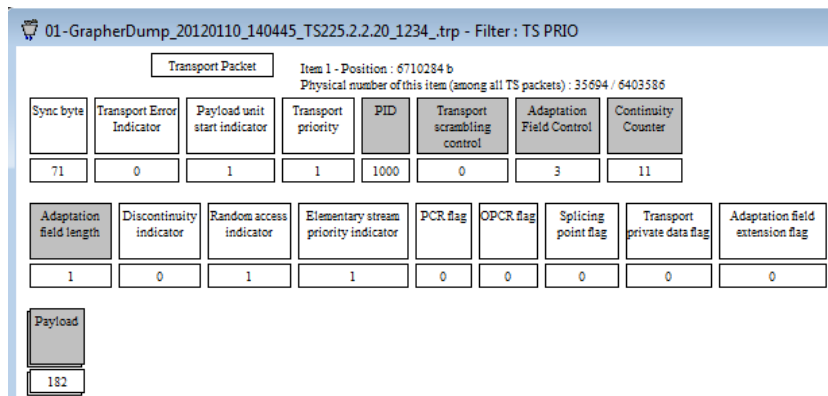 01-GrapherDump_20120110_140445_TS225.2.2.20_1234_.trp - Filter : TS PRIO
Transport Packet
Item 1 - Position : 6710284 b
Physical number of this item (among all TS packets) : 35694 / 6403586
Sync byte
Transport Error
Indicator
Payload unit
start indicator
Transport
priority
PID
Transport
scrambling
control
Adaptation
Field Control
Continuity
Counter
71
0
1
1
1000
0
3
11
Adaptation
field length
Discontinuity
indicator
Random access
indicator
Elementary stream
priority indicator
PCR flag
OPCR flag
Splicing
point flag
Transport
private data flag
Adaptation field
extension flag
1
0
1
1
0
0
0
0
0
Payload
182